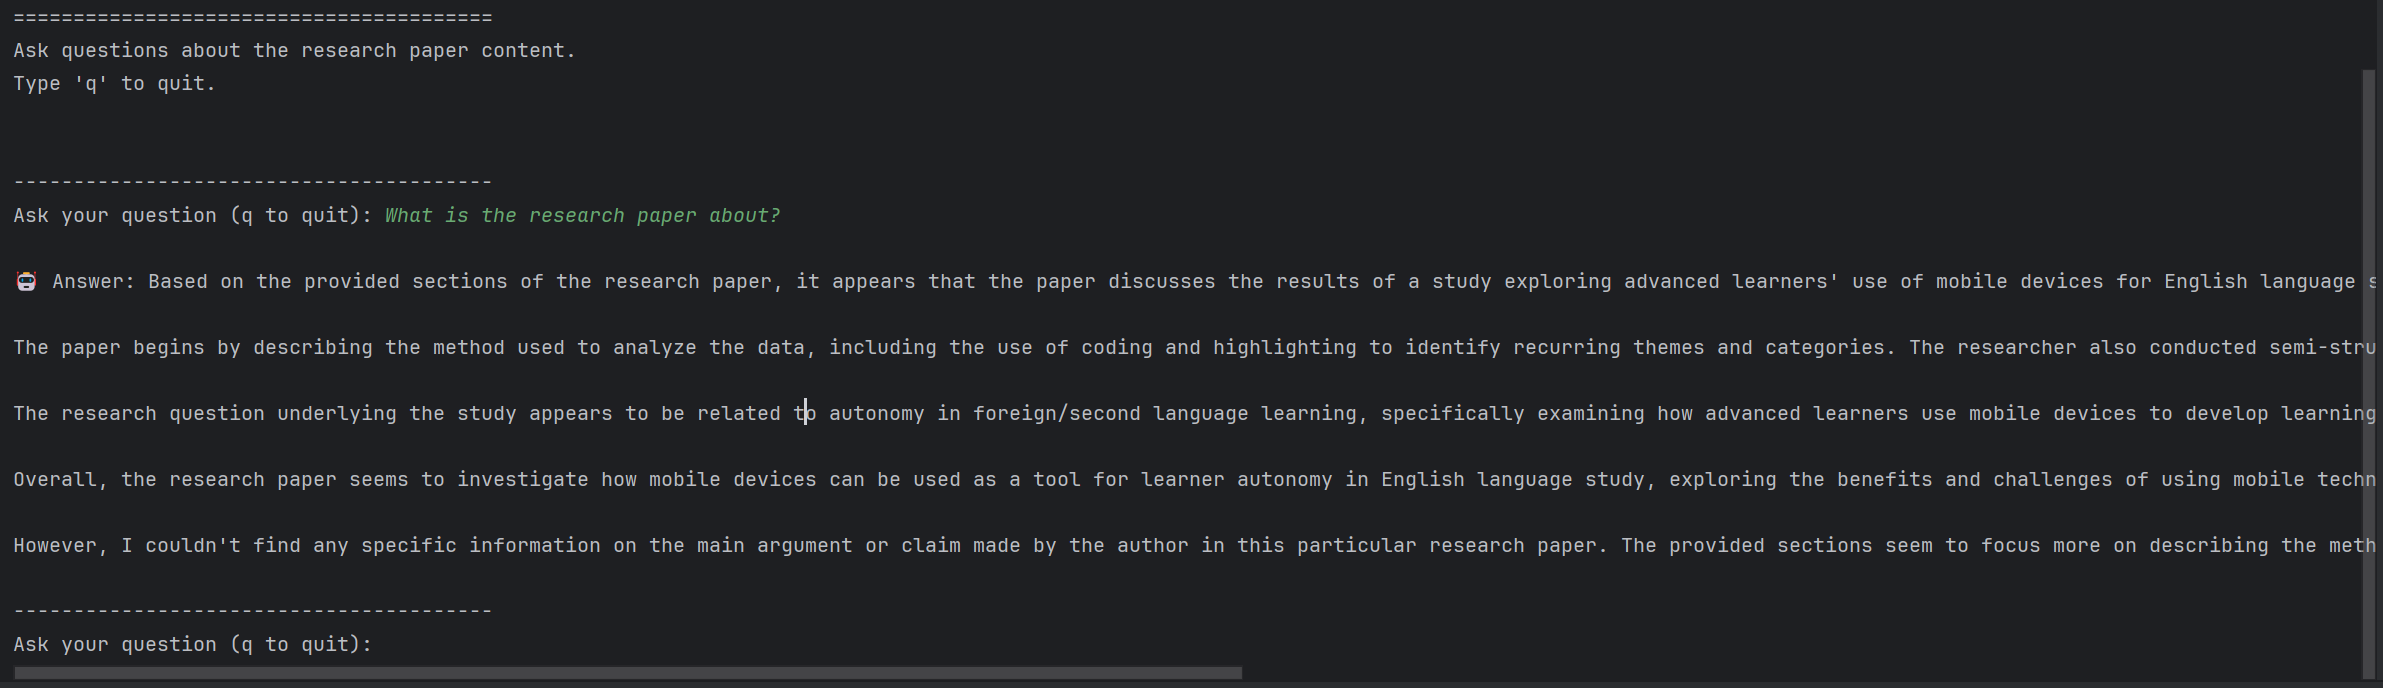 ========================================
Ask questions about the research paper content.
Type 'q' to quit.
----------------------------------------
Ask your question (q to quit): What is the research paper about?
🤖 Answer: Based on the provided sections of the research paper, it appears that the paper discusses the results of a study exploring advanced learners' use of mobile devices for English language s
The paper begins by describing the method used to analyze the data, including the use of coding and highlighting to identify recurring themes and categories. The researcher also conducted semi-stru
The research question underlying the study appears to be related to autonomy in foreign/second language learning, specifically examining how advanced learners use mobile devices to develop learning
Overall, the research paper seems to investigate how mobile devices can be used as a tool for learner autonomy in English language study, exploring the benefits and challenges of using mobile techn
However, I couldn't find any specific information on the main argument or claim made by the author in this particular research paper. The provided sections seem to focus more on describing the meth
----------------------------------------
Ask your question (q to quit):